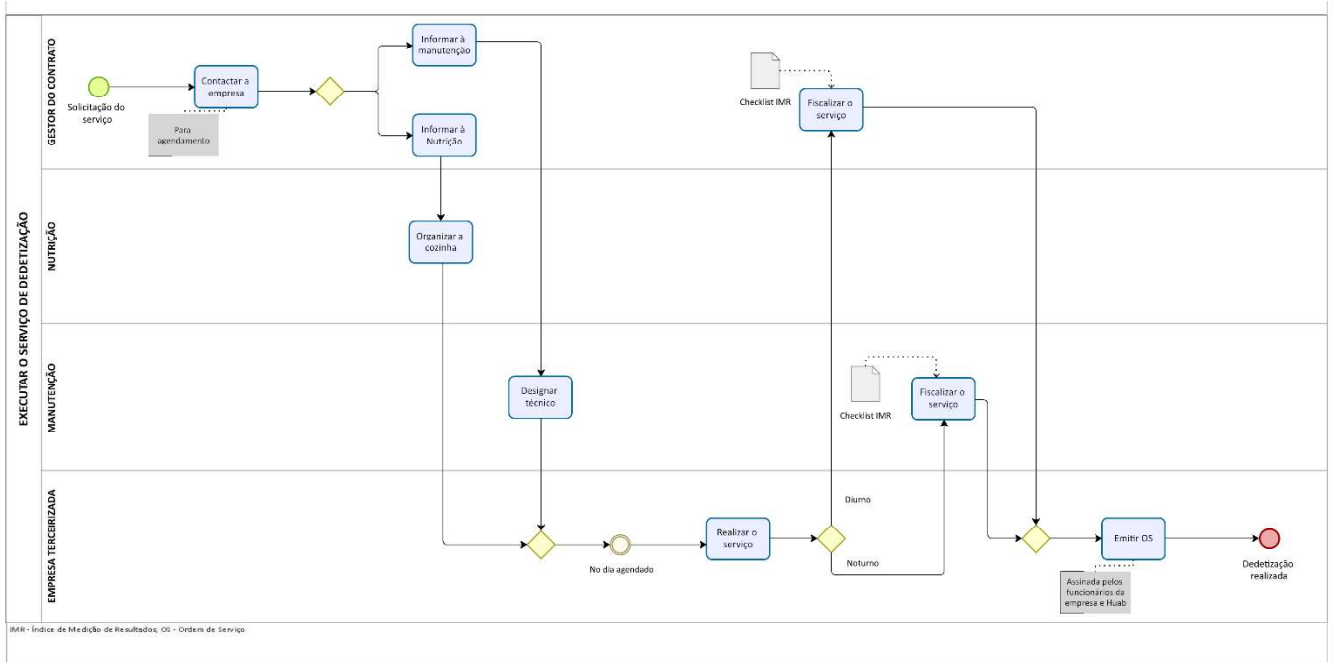 EXECUTAR O SERVIÇO DE DEDETIZAÇÃO
GESTOR DO CONTRATO
Solicitação do
serviço
Contactar a
empresa
Para
agendamento
Informar à
manutenção
Informar à
Nutrição
Checklist IMR
Fiscalizar o
serviço
NUTRIÇÃO
Organizar a
cozinha
MANUTENÇÃO
Designar
técnico
Checklist IMR
Fiscalizar o
serviço
EMPRESA TERCEIRIZADA
No dia agendado
Realizar o
serviço
Diurno
Noturno
Emitir OS
Assinada pelos
funcionários da
empresa e Huab
Dedetização
realizada
IMR - Índice de Medição de Resultados; OS - Ordem de Serviço